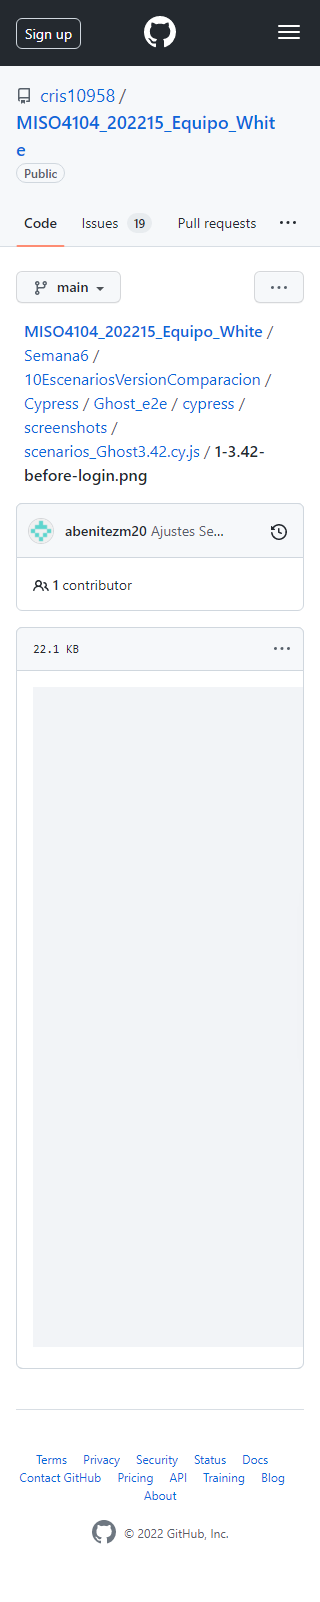 Sign up
cris10958 /
MISO4104_202215_Equipo_Whit
e
Public
Code Issues 19 Pull requests
main
MISO4104_202215_Equipo_White /
Semana6 /
10EscenariosVersionComparacion /
Cypress / Ghost_e2e / cypress /
screenshots /
scenarios_Ghost3.42.cy.js / 1-3.42-
before-login.png
abenitezm20 Ajustes Se...
1 contributor
22.1 KB
Terms Privacy Security Status Docs
Contact GitHub Pricing API Training Blog
About
© 2022 GitHub, Inc.